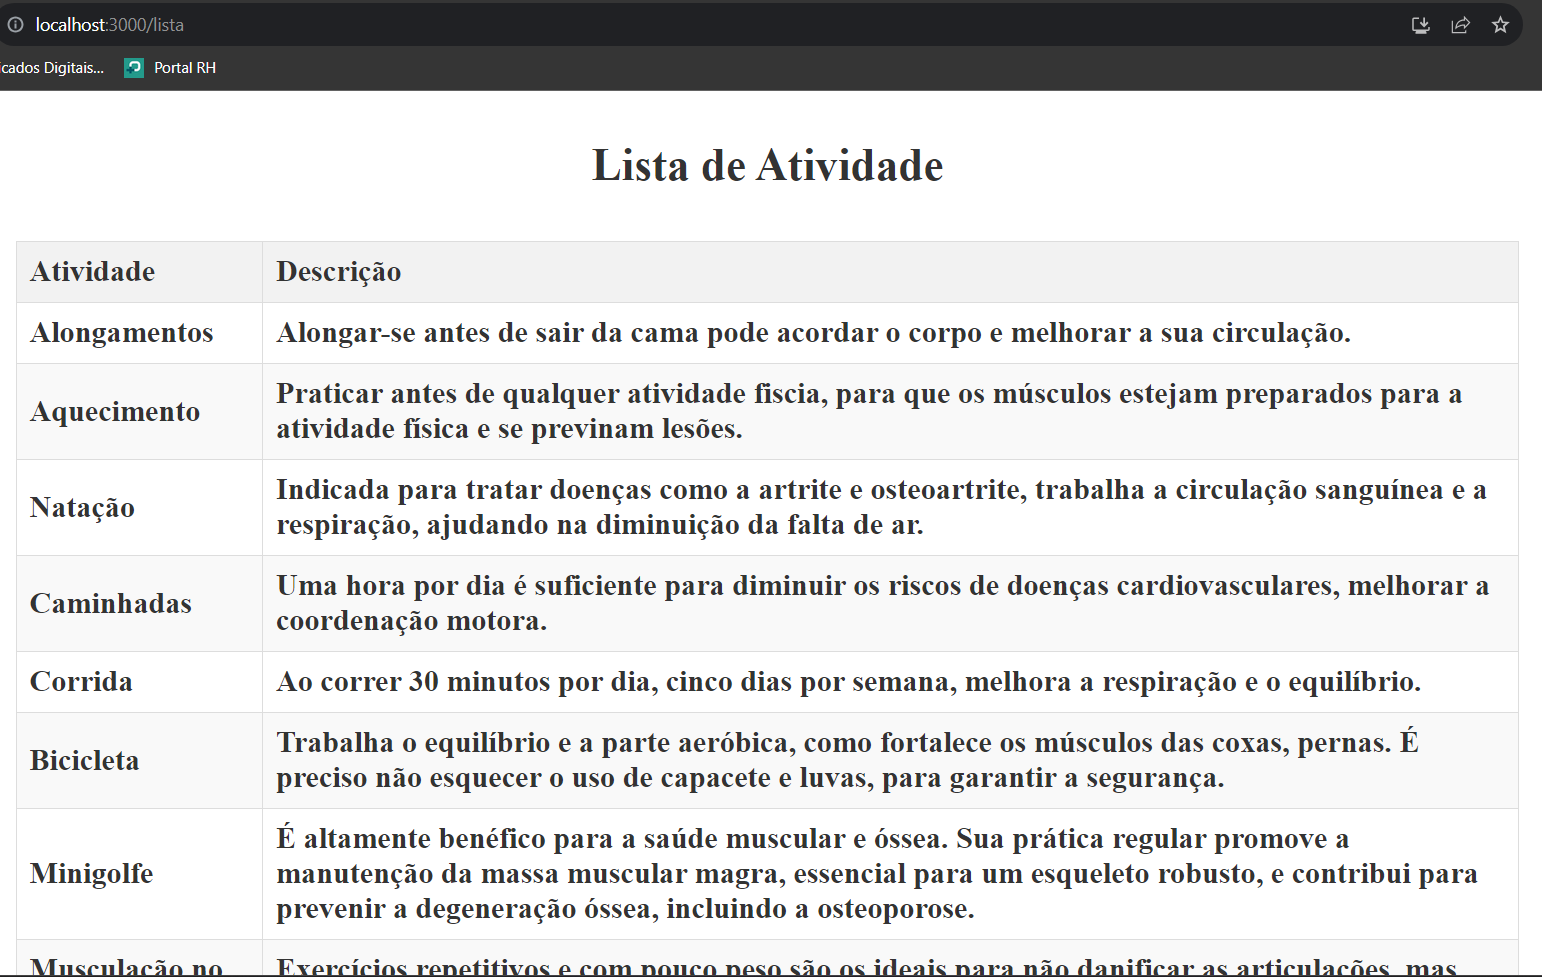 localhost:3000/lista
cados Digitais...
Portal RH
Lista de Atividade
Atividade
Descrição
Alongamentos
Alongar-se antes de sair da cama pode acordar o corpo e melhorar a sua circulação.
Aquecimento
Praticar antes de qualquer atividade fiscia, para que os músculos estejam preparados para a
atividade física e se previnam lesões.
Natação
Indicada para tratar doenças como a artrite e osteoartrite, trabalha a circulação sanguínea e a
respiração, ajudando na diminuição da falta de ar.
Caminhadas
Uma hora por dia é suficiente para diminuir os riscos de doenças cardiovasculares, melhorar a
coordenação motora.
Corrida
Ao correr 30 minutos por dia, cinco dias por semana, melhora a respiração e o equilíbrio.
Bicicleta
Trabalha o equilíbrio e a parte aeróbica, como fortalece os músculos das coxas, pernas. É
preciso não esquecer o uso de capacete e luvas, para garantir a segurança.
Minigolfe
É altamente benéfico para a saúde muscular e óssea. Sua prática regular promove a
manutenção da massa muscular magra, essencial para um esqueleto robusto, e contribui para
prevenir a degeneração óssea, incluindo a osteoporose.
Musculação no
Exercícios repetitivos e com pouco peso são os ideais para não danificar as articulações, mas